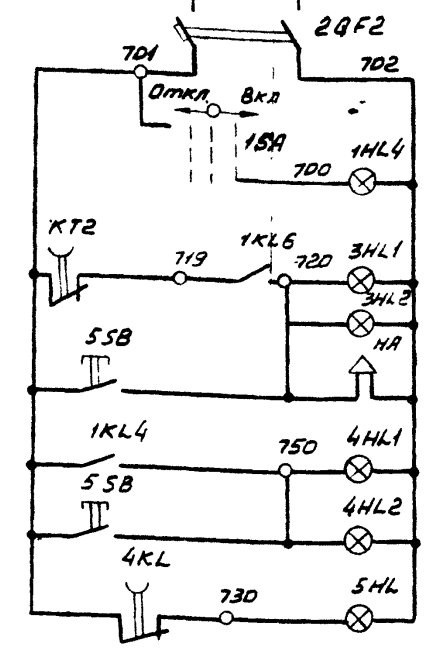 2QF2
701
702
Откл.
Вкл
1SA
700
1HL4
KT2
719
1KL6
720
3HL1
3HL2
HA
5SB
1KL4
750
4HL1
5SB
4HL2
4KL
730
5HL